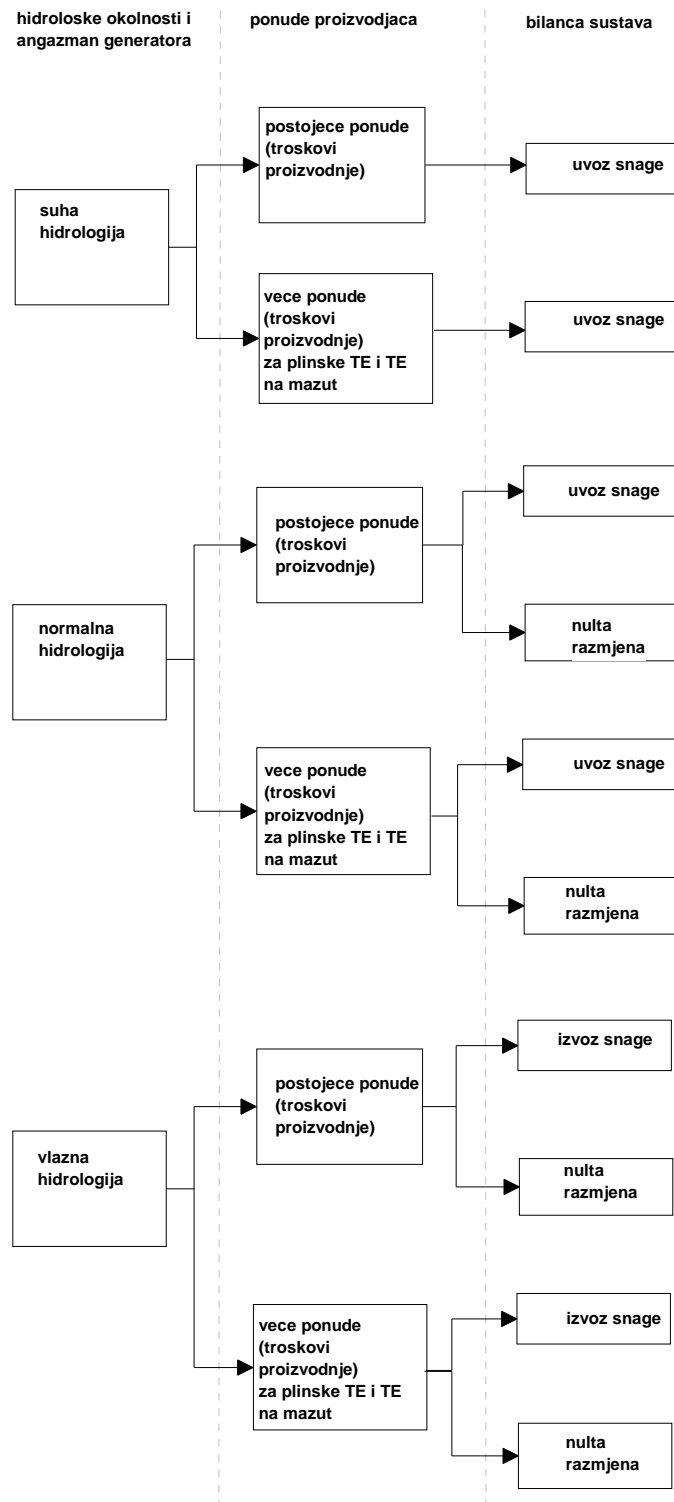 hidroloske okolnosti i
angazman generatora
ponude proizvodjaca
bilanca sustava
suha
hidrologija
postojece ponude
(troskovi
proizvodnje)
uvoz snage
vece ponude
(troskovi
proizvodnje)
za plinske TE i TE
na mazut
uvoz snage
normalna
hidrologija
postojece ponude
(troskovi
proizvodnje)
uvoz snage
nulta
razmjena
vece ponude
(troskovi
proizvodnje)
za plinske TE i TE
na mazut
uvoz snage
nulta
razmjena
vlazna
hidrologija
postojece ponude
(troskovi
proizvodnje)
izvoz snage
nulta
razmjena
vece ponude
(troskovi
proizvodnje)
za plinske TE i TE
na mazut
izvoz snage
nulta
razmjena